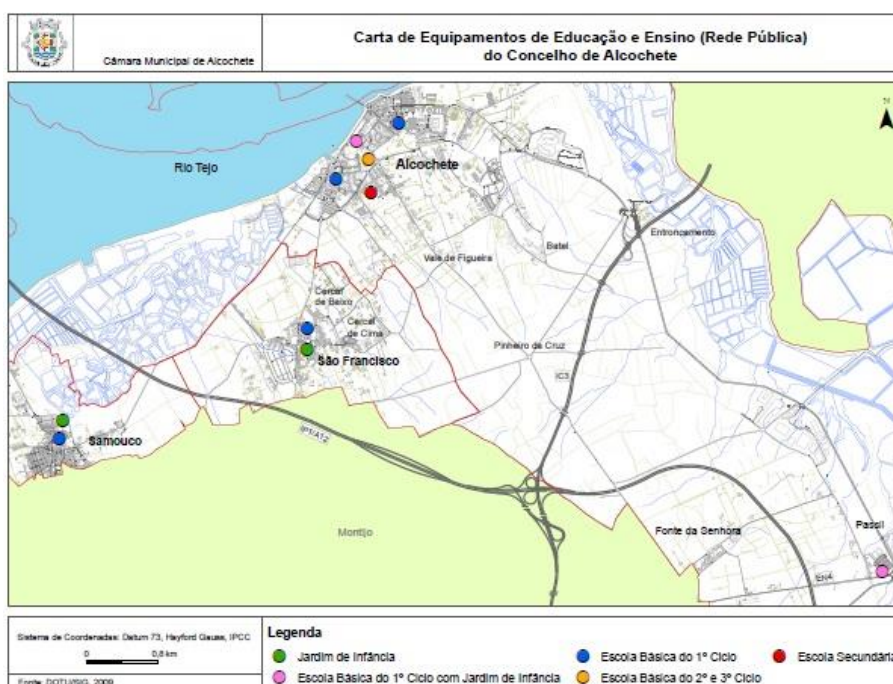 Câmara Municipal de Alcochete
Carta de Equipamentos de Educação e Ensino (Rede Pública)
do Concelho de Alcochete
N
Rio Tejo
Alcochete
Entroncamento
Batel
Vale de Figueira
Cercal
de Baixo
Cercal
de Cima
São Francisco
Pinheiro da Cruz
IC3
Samouco
Montijo
Fonte da Senhora
Passil
EN4
Sistema de Coordenadas: Datum 73, Hayford Gauss, IPCC
0 0,8 km
Fonte: DOTU/SIG, 2009
Legenda
Jardim de Infância
Escola Básica do 1º Ciclo
Escola Secundária
Escola Básica do 1º Ciclo com Jardim de Infância
Escola Básica do 2º e 3º Ciclo